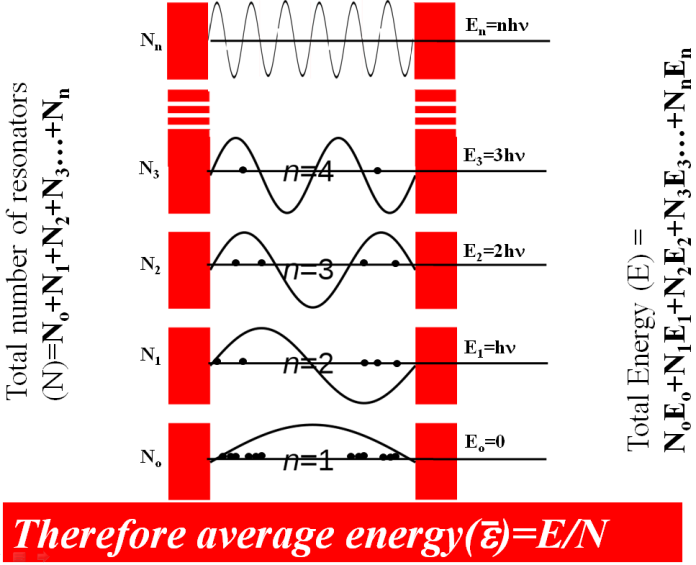 Total number of resonators
(N)=Nₒ+N₁+N₂+N₃...+Nₙ
Nₙ
Eₙ=nhν
N₃
n=4
E₃=3hν
N₂
n=3
E₂=2hν
N₁
n=2
E₁=hν
Nₒ
n=1
Eₒ=0
Total Energy (E) =
NₒEₒ+N₁E₁+N₂E₂+N₃E₃...+NₙEₙ
Therefore average energy(ε̄)=E/N